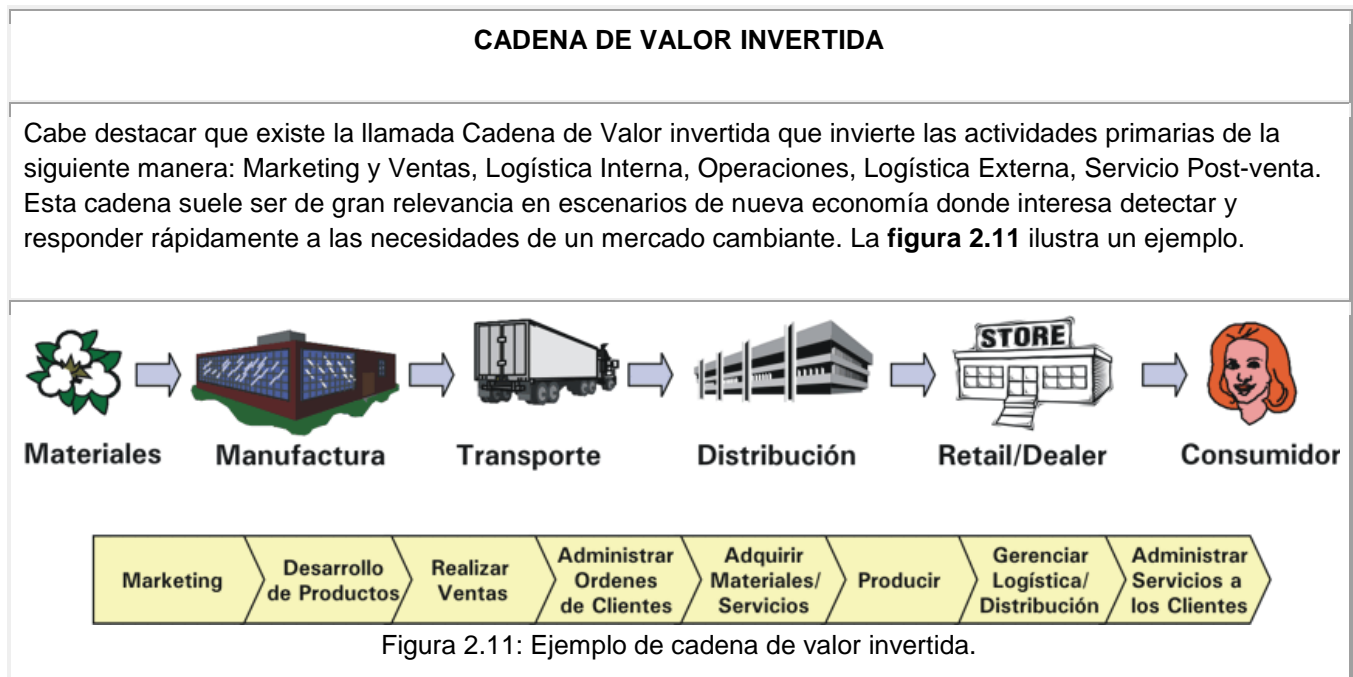 CADENA DE VALOR INVERTIDA
Cabe destacar que existe la llamada Cadena de Valor invertida que invierte las actividades primarias de la
siguiente manera: Marketing y Ventas, Logística Interna, Operaciones, Logística Externa, Servicio Post-venta.
Esta cadena suele ser de gran relevancia en escenarios de nueva economía donde interesa detectar y
responder rápidamente a las necesidades de un mercado cambiante. La figura 2.11 ilustra un ejemplo.
STORE
Materiales Manufactura Transporte Distribución Retail/Dealer Consumidor
Marketing
Desarrollo
de Productos
Realizar
Ventas
Administrar
Ordenes
de Clientes
Adquirir
Materiales/
Servicios
Producir
Gerenciar
Logística/
Distribución
Administrar
Servicios a
los Clientes
Figura 2.11: Ejemplo de cadena de valor invertida.